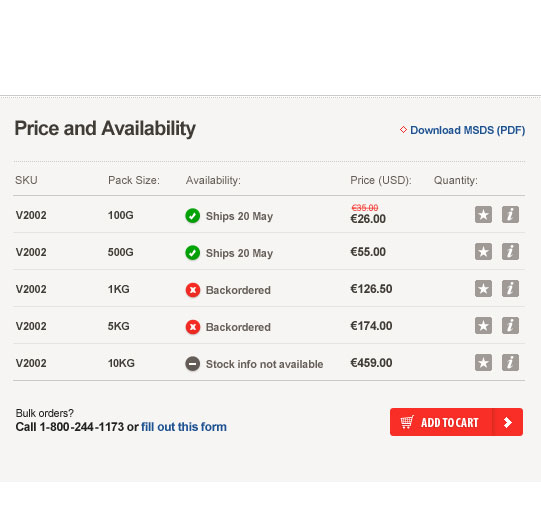 Price and Availability
Download MSDS (PDF)
SKU Pack Size: Availability: Price (USD): Quantity:
€35.00
V2002 100G Ships 20 May €26.00
V2002 500G Ships 20 May €55.00
V2002 1KG Backordered €126.50
V2002 5KG Backordered €174.00
V2002 10KG Stock info not available €459.00
Bulk orders?
Call 1-800-244-1173 or fill out this form
ADD TO CART